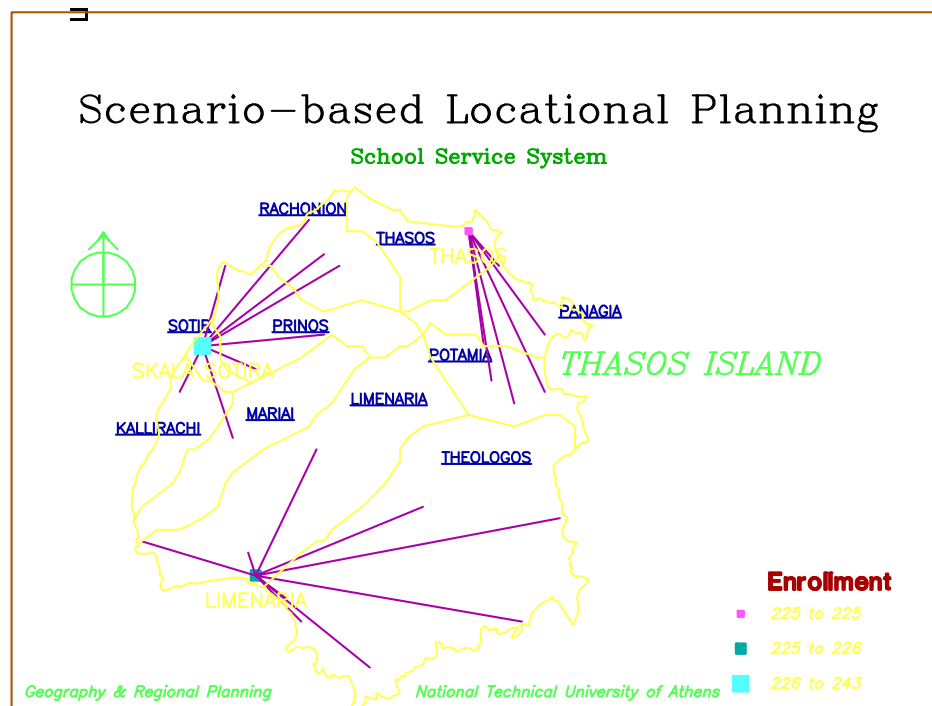 Scenario-based Locational Planning
School Service System
RACHONION
THASOS
THASOS
PANAGIA
SOTIR
PRINOS
POTAMIA
THASOS ISLAND
SKALA SOTIRA
LIMENARIA
MARIAI
KALLIRACHI
THEOLOGOS
LIMENARIA
Enrollment
225 to 225
225 to 226
226 to 243
Geography & Regional Planning
National Technical University of Athens